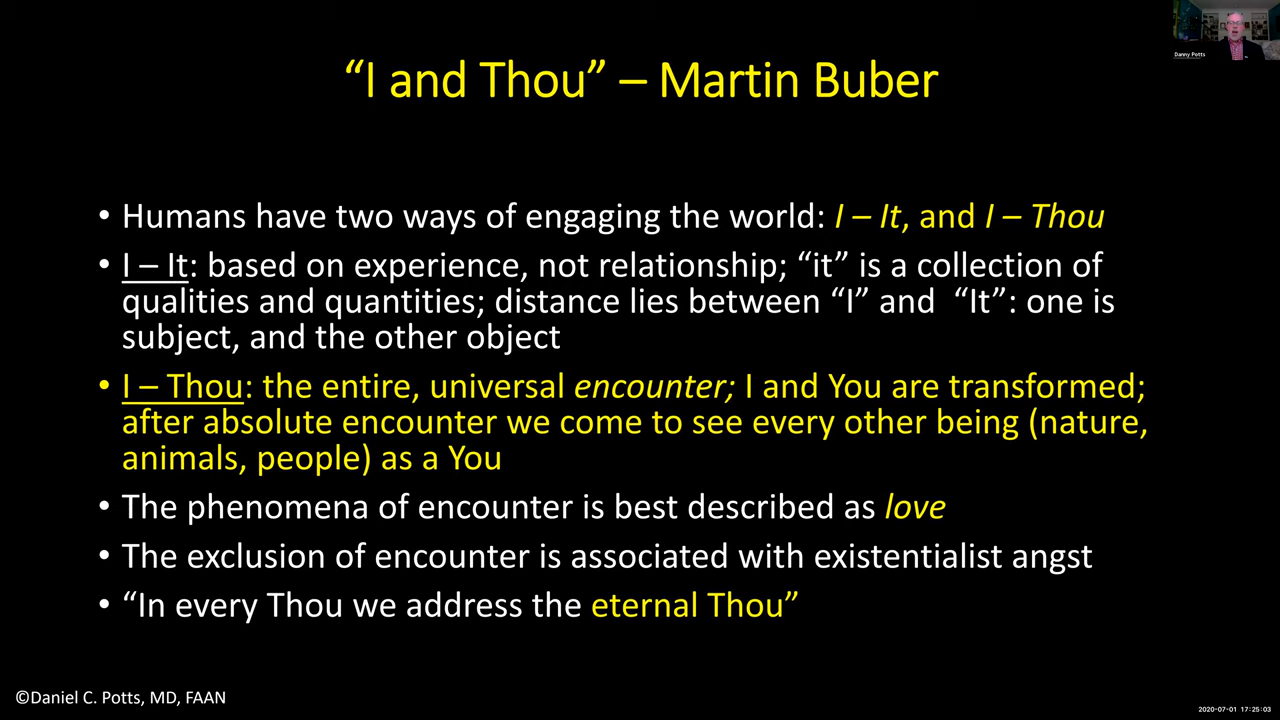 Danny Potts
“I and Thou” – Martin Buber
• Humans have two ways of engaging the world: I – It, and I – Thou
• I – It: based on experience, not relationship; “it” is a collection of
qualities and quantities; distance lies between “I” and “It”: one is
subject, and the other object
• I – Thou: the entire, universal encounter; I and You are transformed;
after absolute encounter we come to see every other being (nature,
animals, people) as a You
• The phenomena of encounter is best described as love
• The exclusion of encounter is associated with existentialist angst
• “In every Thou we address the eternal Thou”
©Daniel C. Potts, MD, FAAN
2020-07-01 17:25:03